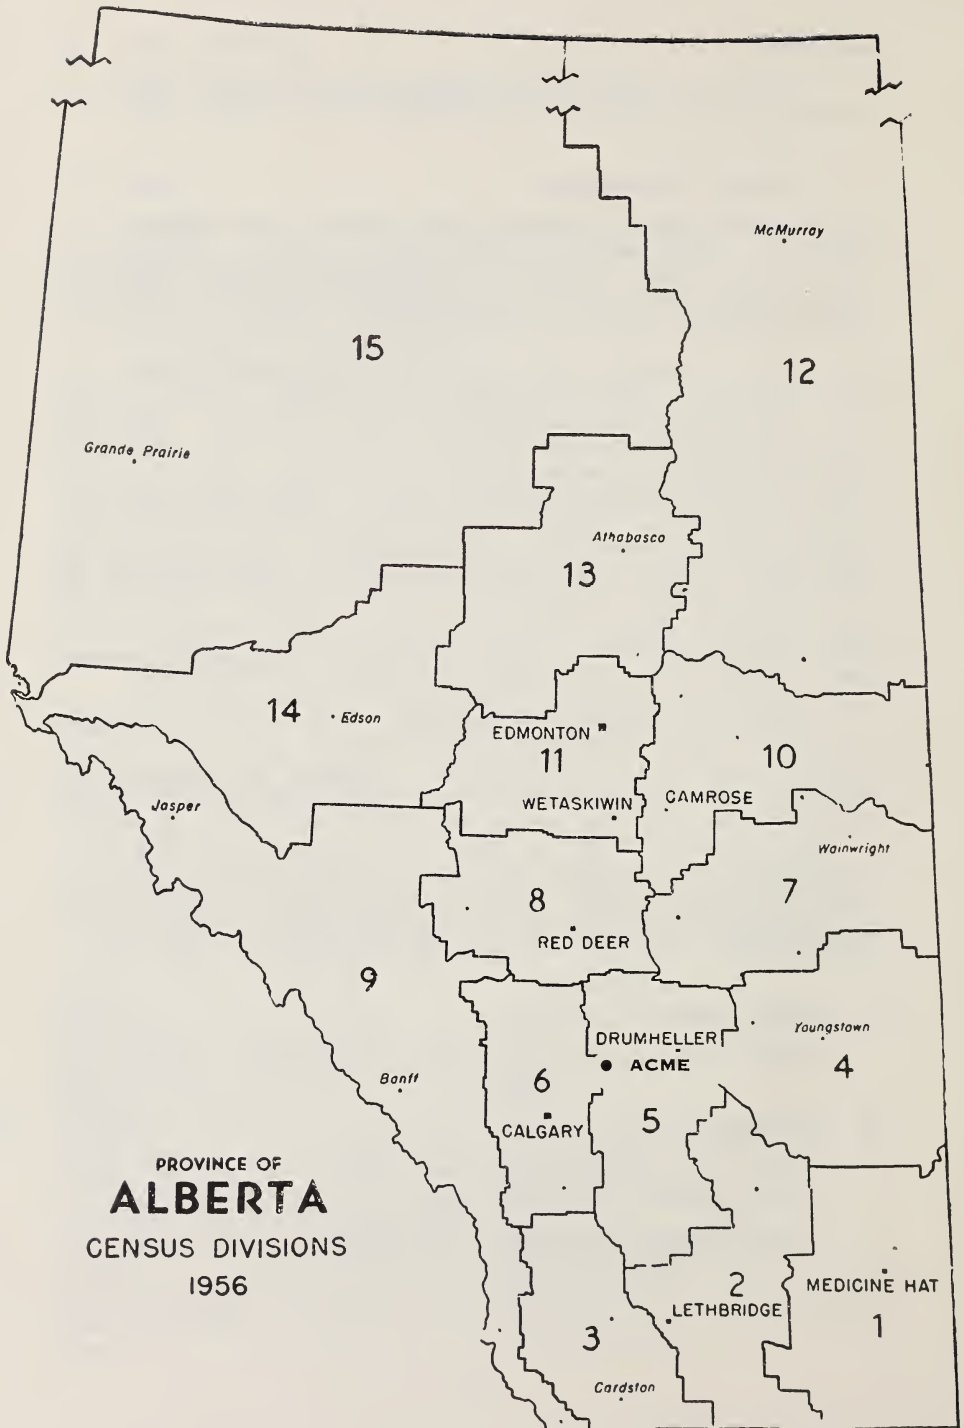 McMurray
15
12
Grande Prairie
Athabasca
13
14
Edson
EDMONTON
11
10
Jasper
WETASKIWIN
CAMROSE
Wainwright
8
7
RED DEER
9
Youngstown
DRUMHELLER
4
ACME
6
Banff
5
CALGARY
PROVINCE OF
ALBERTA
CENSUS DIVISIONS
1956
2
MEDICINE HAT
LETHBRIDGE
1
3
Cardston